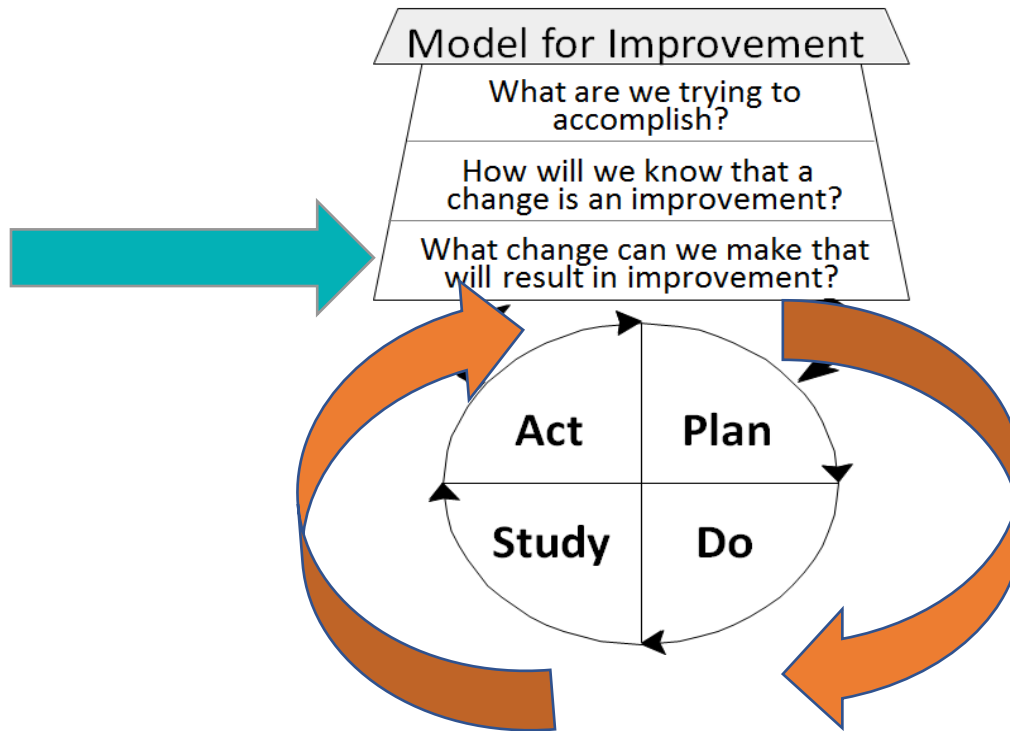 Model for Improvement
What are we trying to
accomplish?
How will we know that a
change is an improvement?
What change can we make that
will result in improvement?
Act
Plan
Study
Do